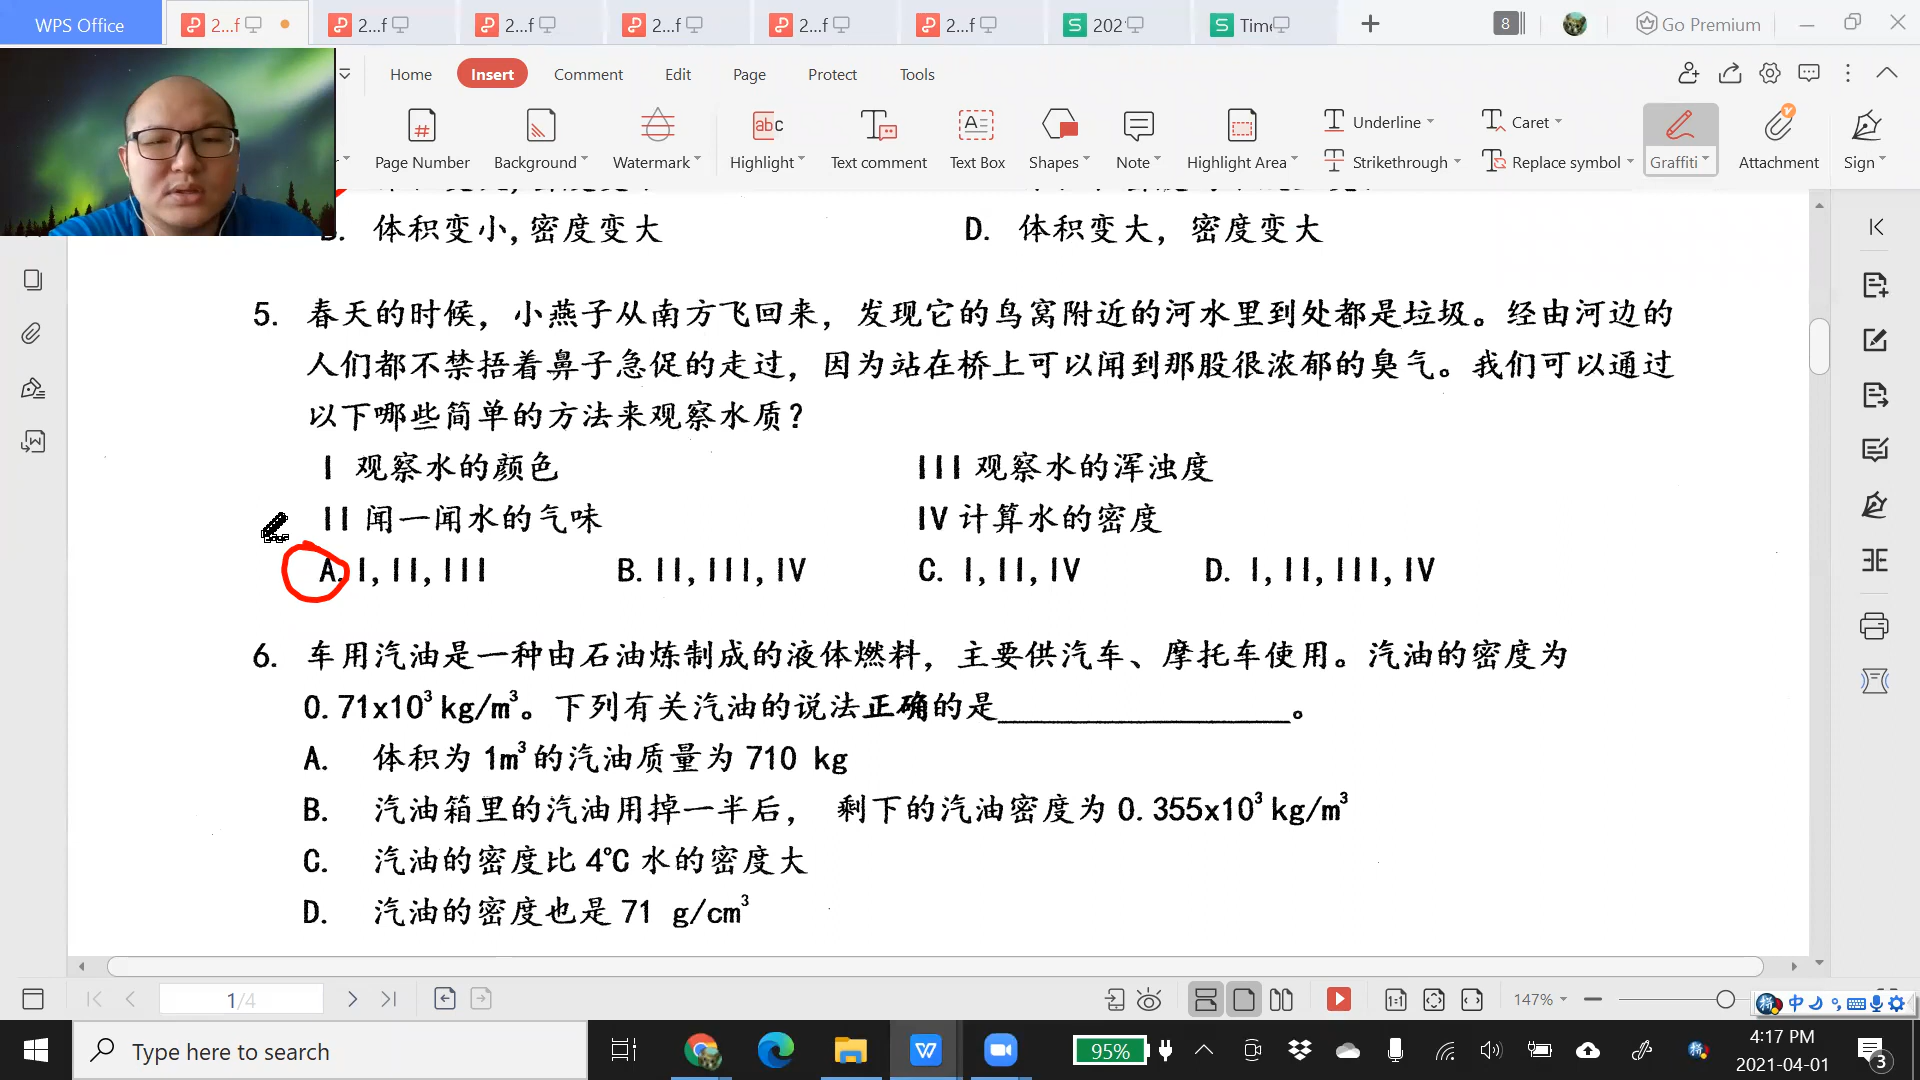 WPS Office
2...f
2...f
2...f
2...f
2...f
2...f
202
Time
8
Go Premium
Home
Insert
Comment
Edit
Page
Protect
Tools
Page Number
Background
Watermark
Highlight
Text comment
Text Box
Shapes
Note
Highlight Area
Underline
Strikethrough
Caret
Replace symbol
Graffiti
Attachment
Sign
B. 体积变小,密度变大
D. 体积变大, 密度变大
5. 春天的时候, 小燕子从南方飞回来, 发现它的鸟窝附近的河水里到处都是垃圾。经由河边的
人们都不禁捂着鼻子急促的走过, 因为站在桥上可以闻到那股很浓郁的臭气。我们可以通过
以下哪些简单的方法来观察水质?
I 观察水的颜色
III 观察水的浑浊度
II 闻一闻水的气味
IV 计算水的密度
A. I, II, III
B. II, III, IV
C. I, II, IV
D. I, II, III, IV
6. 车用汽油是一种由石油炼制成的液体燃料, 主要供汽车、摩托车使用。汽油的密度为
0.71x10³ kg/m³。下列有关汽油的说法正确的是________________。
A. 体积为 1m³ 的汽油质量为 710 kg
B. 汽油箱里的汽油用掉一半后, 剩下的汽油密度为 0.355x10³ kg/m³
C. 汽油的密度比 4℃ 水的密度大
D. 汽油的密度也是 71 g/cm³
1/4
147%
中
Type here to search
95%
4:17 PM
2021-04-01
3